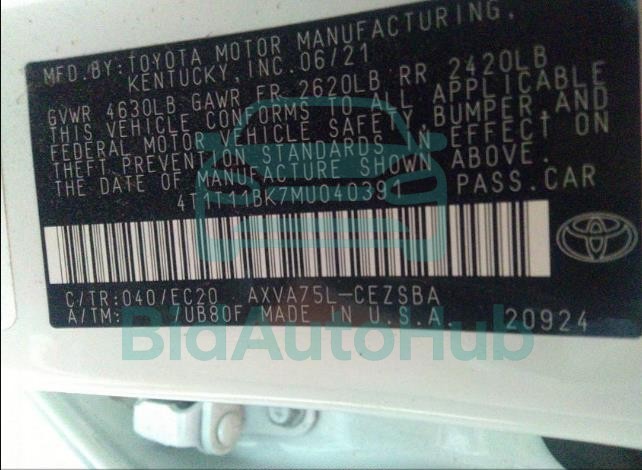 MFD.BY:TOYOTA MOTOR MANUFACTURING,
KENTUCKY,INC.06/21
GVWR 4630LB GAWR FR 2620LB RR 2420LB
THIS VEHICLE CONFORMS TO ALL APPLICABLE
FEDERAL MOTOR VEHICLE SAFETY,BUMPER,AND
THEFT PREVENTION STANDARDS IN EFFECT ON
THE DATE OF MANUFACTURE SHOWN ABOVE.
4T1T11BK7MU040391 PASS.CAR
C/TR:040/EC20 AXVA75L-CEZSBA
A/TM: 7UB80F MADE IN U.S.A. 20924
BidAutoHub